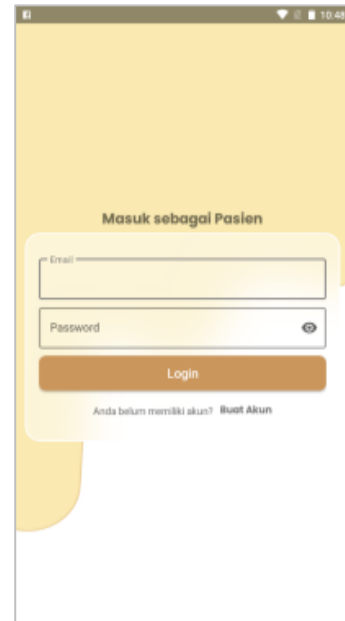 10:48
Masuk sebagai Pasien
Email
Password
Login
Anda belum memiliki akun? Buat Akun